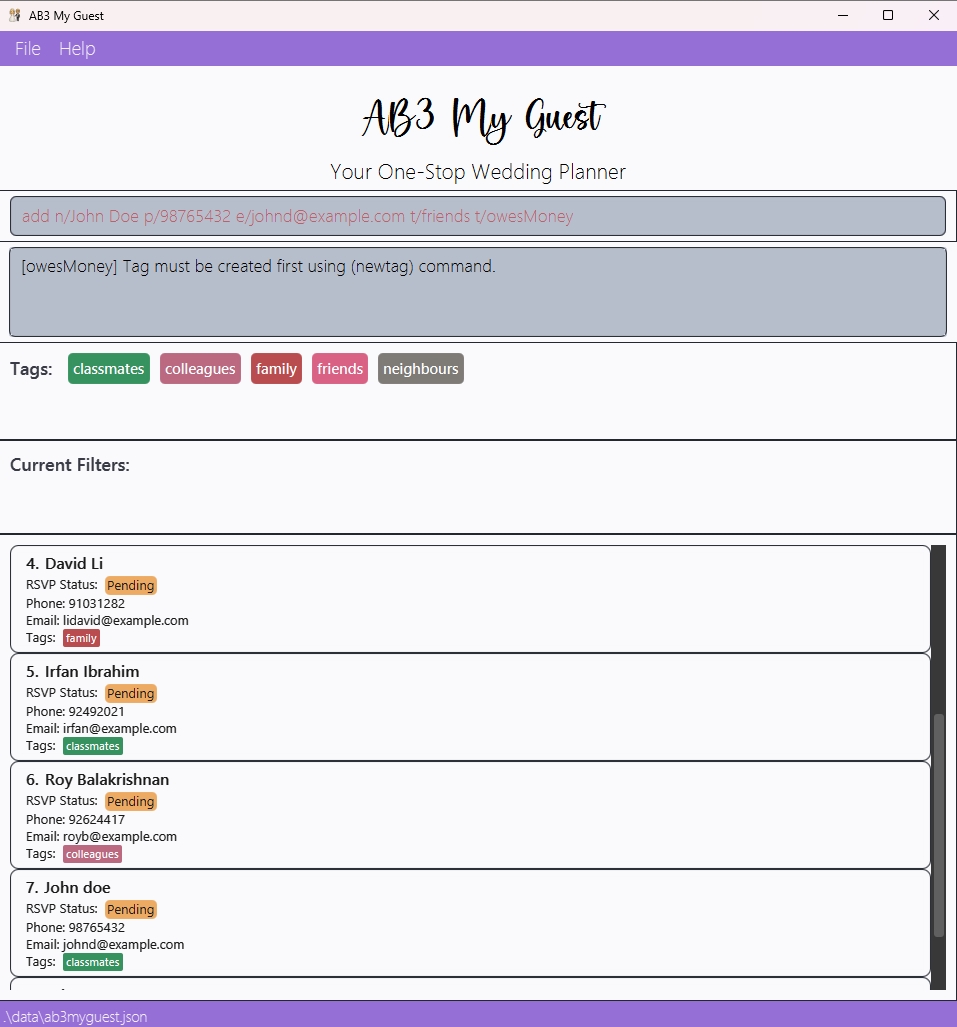 AB3 My Guest
File Help
AB3 My Guest
Your One-Stop Wedding Planner
add n/John Doe p/98765432 e/johnd@example.com t/friends t/owesMoney
[owesMoney] Tag must be created first using (newtag) command.
Tags: classmates colleagues family friends neighbours
Current Filters:
4. David Li
RSVP Status: Pending
Phone: 91031282
Email: lidavid@example.com
Tags: family
5. Irfan Ibrahim
RSVP Status: Pending
Phone: 92492021
Email: irfan@example.com
Tags: classmates
6. Roy Balakrishnan
RSVP Status: Pending
Phone: 92624417
Email: royb@example.com
Tags: colleagues
7. John doe
RSVP Status: Pending
Phone: 98765432
Email: johnd@example.com
Tags: classmates
.\data\ab3myguest.json